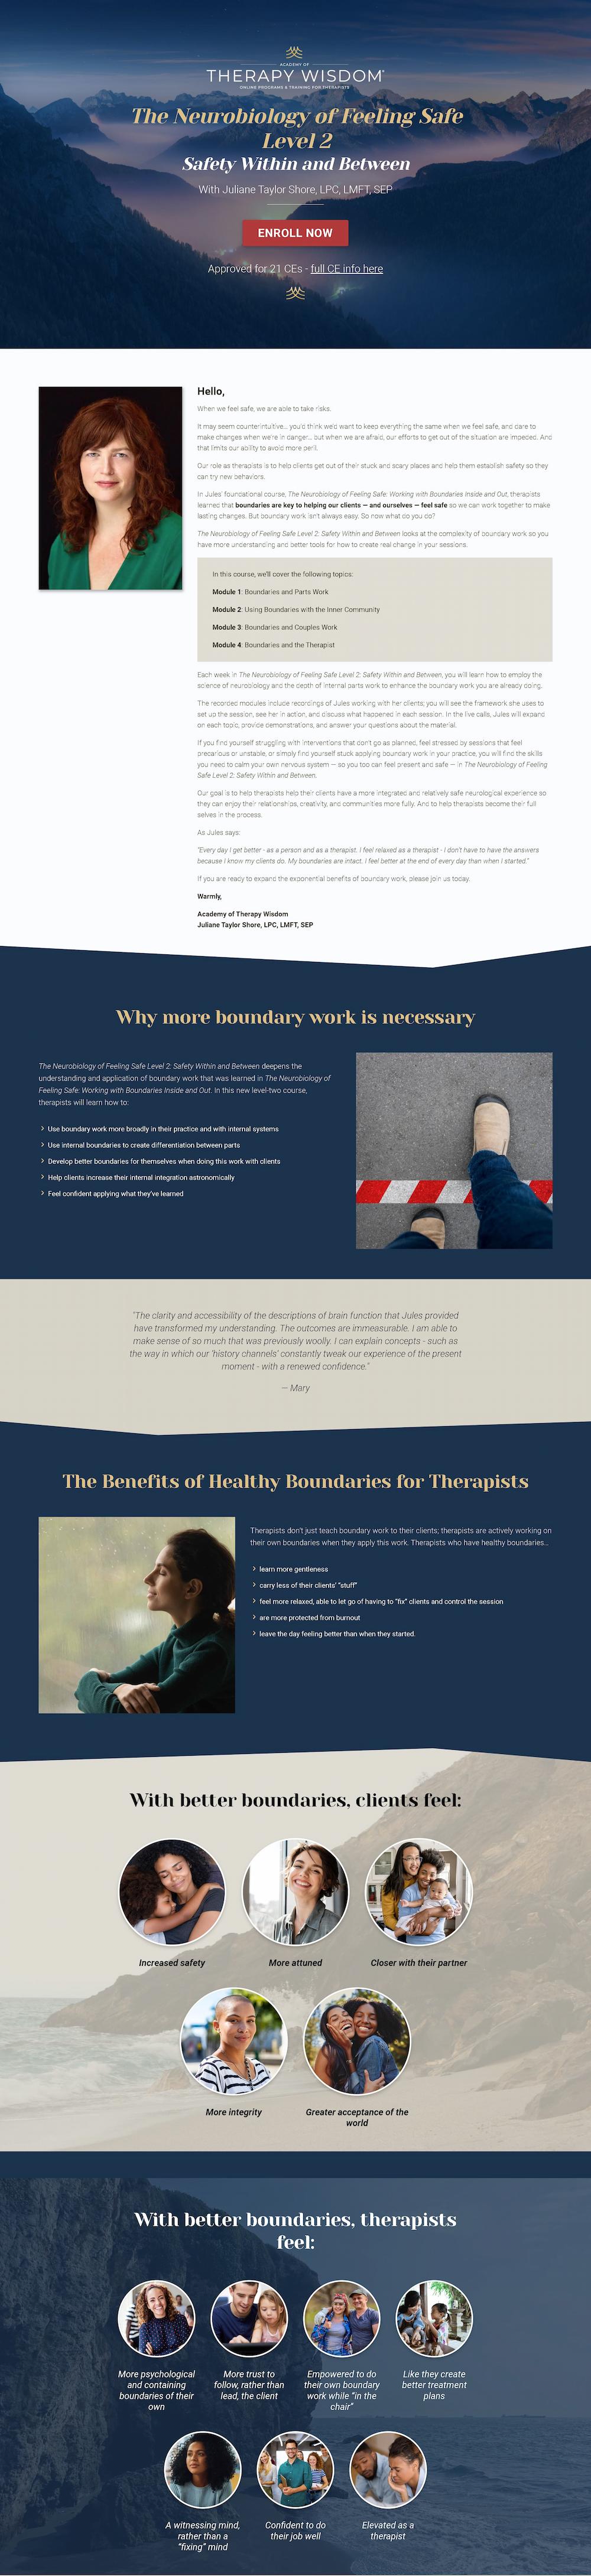 ACADEMY OF
THERAPY WISDOM
ONLINE PROGRAMS & TRAINING FOR THERAPISTS
The Neurobiology of Feeling Safe
Level 2
Safety Within and Between
With Juliane Taylor Shore, LPC, LMFT, SEP
ENROLL NOW
Approved for 21 CEs - full CE info here
Hello,
When we feel safe, we are able to take risks.
It may seem counterintuitive... you'd think we'd want to keep everything the same when we feel safe, and dare to
make changes when we're in danger... but when we are afraid, our efforts to get out of the situation are impeded. And
that limits our ability to avoid more peril.
Our role as therapists is to help clients get out of their stuck and scary places and help them establish safety so they
can try new behaviors.
In Jules' foundational course, The Neurobiology of Feeling Safe: Working with Boundaries Inside and Out, therapists
learned that boundaries are key to helping our clients — and ourselves — feel safe so we can work together to make
lasting changes. But boundary work isn't always easy. So now what do you do?
The Neurobiology of Feeling Safe Level 2: Safety Within and Between looks at the complexity of boundary work so you
have more understanding and better tools for how to create real change in your sessions.
In this course, we'll cover the following topics:
Module 1: Boundaries and Parts Work
Module 2: Using Boundaries with the Inner Community
Module 3: Boundaries and Couples Work
Module 4: Boundaries and the Therapist
Each week in The Neurobiology of Feeling Safe Level 2: Safety Within and Between, you will learn how to employ the
science of neurobiology and the depth of internal parts work to enhance the boundary work you are already doing.
The recorded modules include recordings of Jules working with her clients; you will see the framework she uses to
set up the session, see her in action, and discuss what happened in each session. In the live calls, Jules will expand
on each topic, provide demonstrations, and answer your questions about the material.
If you find yourself struggling with interventions that don't go as planned, feel stressed by sessions that feel
precarious or unstable, or simply find yourself stuck applying boundary work in your practice, you will find the skills
you need to calm your own nervous system — so you too can feel present and safe — in The Neurobiology of Feeling
Safe Level 2: Safety Within and Between.
Our goal is to help therapists help their clients have a more integrated and relatively safe neurological experience so
they can enjoy their relationships, creativity, and communities more fully. And to help therapists become their full
selves in the process.
As Jules says:
"Every day I get better - as a person and as a therapist. I feel relaxed as a therapist - I don't have to have the answers
because I know my clients do. My boundaries are intact. I feel better at the end of every day than when I started."
If you are ready to expand the exponential benefits of boundary work, please join us today.
Warmly,
Academy of Therapy Wisdom
Juliane Taylor Shore, LPC, LMFT, SEP
Why more boundary work is necessary
The Neurobiology of Feeling Safe Level 2: Safety Within and Between deepens the
understanding and application of boundary work that was learned in The Neurobiology of
Feeling Safe: Working with Boundaries Inside and Out. In this new level-two course,
therapists will learn how to:
Use boundary work more broadly in their practice and with internal systems
Use internal boundaries to create differentiation between parts
Develop better boundaries for themselves when doing this work with clients
Help clients increase their internal integration astronomically
Feel confident applying what they've learned
"The clarity and accessibility of the descriptions of brain function that Jules provided
have transformed my understanding. The outcomes are immeasurable. I am able to
make sense of so much that was previously woolly. I can explain concepts - such as
the way in which our 'history channels' constantly tweak our experience of the present
moment - with a renewed confidence."
— Mary
The Benefits of Healthy Boundaries for Therapists
Therapists don't just teach boundary work to their clients; therapists are actively working on
their own boundaries when they apply this work. Therapists who have healthy boundaries...
learn more gentleness
carry less of their clients' "stuff"
feel more relaxed, able to let go of having to "fix" clients and control the session
are more protected from burnout
leave the day feeling better than when they started.
With better boundaries, clients feel:
Increased safety
More attuned
Closer with their partner
More integrity
Greater acceptance of the
world
With better boundaries, therapists
feel:
More psychological
and containing
boundaries of their
own
More trust to
follow, rather than
lead, the client
Empowered to do
their own boundary
work while "in the
chair"
Like they create
better treatment
plans
A witnessing mind,
rather than a
"fixing" mind
Confident to do
their job well
Elevated as a
therapist